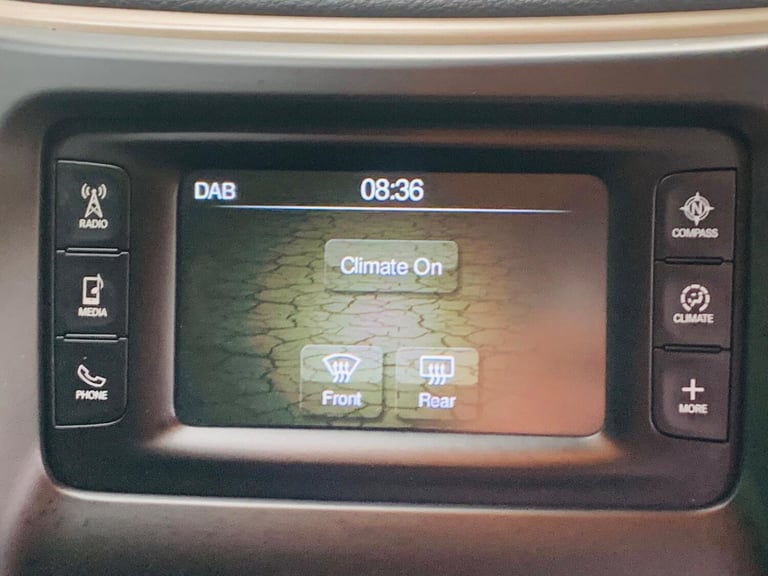 DAB 08:36
RADIO
MEDIA
PHONE
Climate On
Front Rear
N
COMPASS
CLIMATE
+
MORE